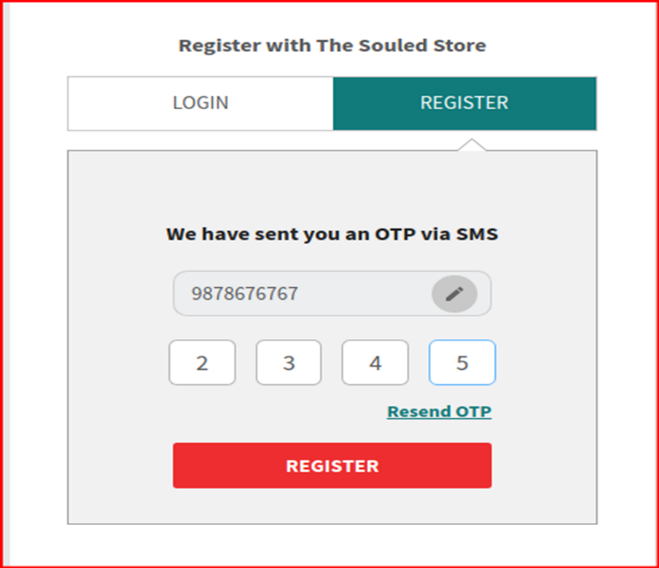 Register with The Souled Store
LOGIN REGISTER
We have sent you an OTP via SMS
9878676767
2 3 4 5
Resend OTP
REGISTER